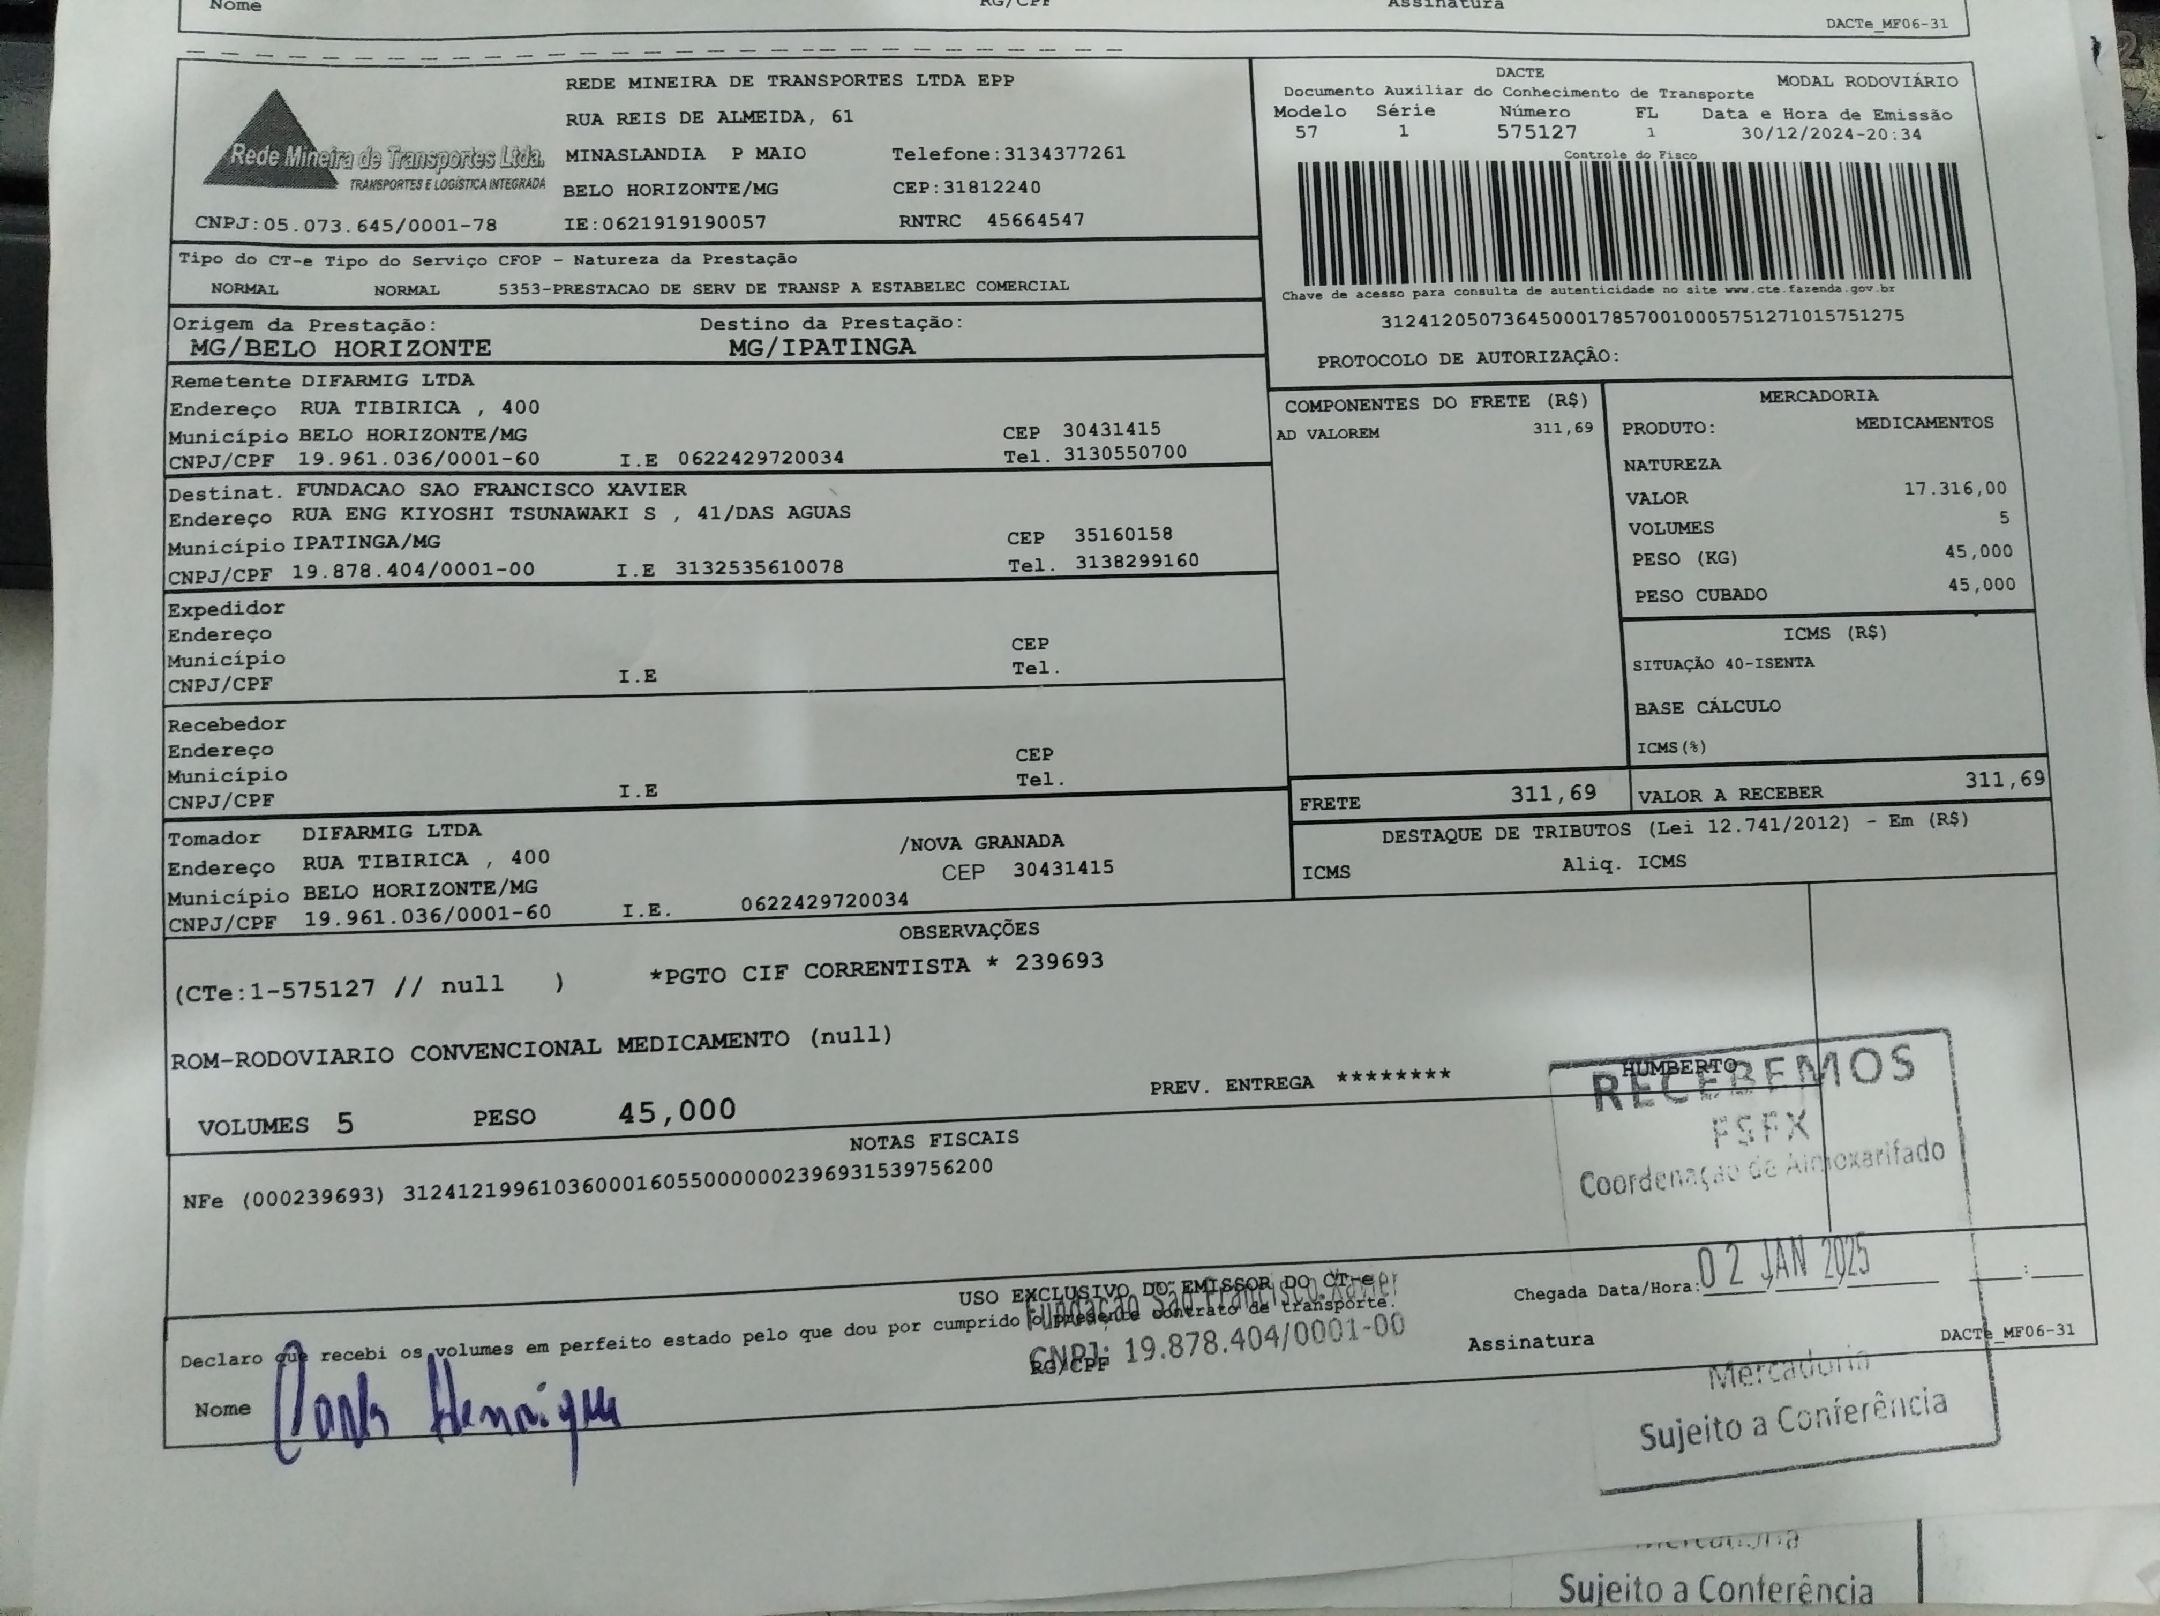 Nome RG/CPF Assinatura
DACTe_MF06-31
Rede Mineira de Transportes Ltda.
TRANSPORTES E LOGÍSTICA INTEGRADA
CNPJ:05.073.645/0001-78
REDE MINEIRA DE TRANSPORTES LTDA EPP
RUA REIS DE ALMEIDA, 61
MINASLANDIA P MAIO Telefone:3134377261
BELO HORIZONTE/MG CEP:31812240
IE:0621919190057 RNTRC 45664547
DACTE MODAL RODOVIÁRIO
Documento Auxiliar do Conhecimento de Transporte
Modelo Série Número FL Data e Hora de Emissão
57 1 575127 1 30/12/2024-20:34
Controle do Fisco
Chave de acesso para consulta de autenticidade no site www.cte.fazenda.gov.br
31241205073645000178570010005751271015751275
PROTOCOLO DE AUTORIZAÇÃO:
Tipo do CT-e Tipo do Serviço CFOP - Natureza da Prestação
NORMAL NORMAL 5353-PRESTACAO DE SERV DE TRANSP A ESTABELEC COMERCIAL
Origem da Prestação: Destino da Prestação:
MG/BELO HORIZONTE MG/IPATINGA
Remetente DIFARMIG LTDA
Endereço RUA TIBIRICA , 400
Município BELO HORIZONTE/MG CEP 30431415
CNPJ/CPF 19.961.036/0001-60 I.E 0622429720034 Tel. 3130550700
Destinat. FUNDACAO SAO FRANCISCO XAVIER
Endereço RUA ENG KIYOSHI TSUNAWAKI S , 41/DAS AGUAS
Município IPATINGA/MG CEP 35160158
CNPJ/CPF 19.878.404/0001-00 I.E 3132535610078 Tel. 3138299160
Expedidor
Endereço
Município CEP
CNPJ/CPF I.E Tel.
Recebedor
Endereço
Município CEP
CNPJ/CPF I.E Tel.
Tomador DIFARMIG LTDA /NOVA GRANADA
Endereço RUA TIBIRICA , 400 CEP 30431415
Município BELO HORIZONTE/MG
CNPJ/CPF 19.961.036/0001-60 I.E. 0622429720034
COMPONENTES DO FRETE (R$)
AD VALOREM 311,69
MERCADORIA
PRODUTO: MEDICAMENTOS
NATUREZA
VALOR 17.316,00
VOLUMES 5
PESO (KG) 45,000
PESO CUBADO 45,000
ICMS (R$)
SITUAÇÃO 40-ISENTA
BASE CÁLCULO
ICMS(%)
FRETE 311,69 VALOR A RECEBER 311,69
DESTAQUE DE TRIBUTOS (Lei 12.741/2012) - Em (R$)
ICMS Aliq. ICMS
OBSERVAÇÕES
(CTe:1-575127 // null ) *PGTO CIF CORRENTISTA * 239693
ROM-RODOVIARIO CONVENCIONAL MEDICAMENTO (null)
PREV. ENTREGA ******** HUMBERTO
VOLUMES 5 PESO 45,000
NOTAS FISCAIS
NFe (000239693) 31241219961036000160550000002396931539756200
RECEBEMOS
FSFX
Coordenação de Almoxarifado
02 JAN 2025
Mercadoria
Sujeito a Conferência
USO EXCLUSIVO DO EMISSOR DO CT-e
Chegada Data/Hora: ____/____/____ ___:___
Declaro que recebi os volumes em perfeito estado pelo que dou por cumprido o presente contrato de transporte.
Fundação São Francisco Xavier
CNPJ: 19.878.404/0001-00
Nome Carlos Henrique RG/CPF Assinatura
DACTe_MF06-31
Mercadoria
Sujeito a Conferência